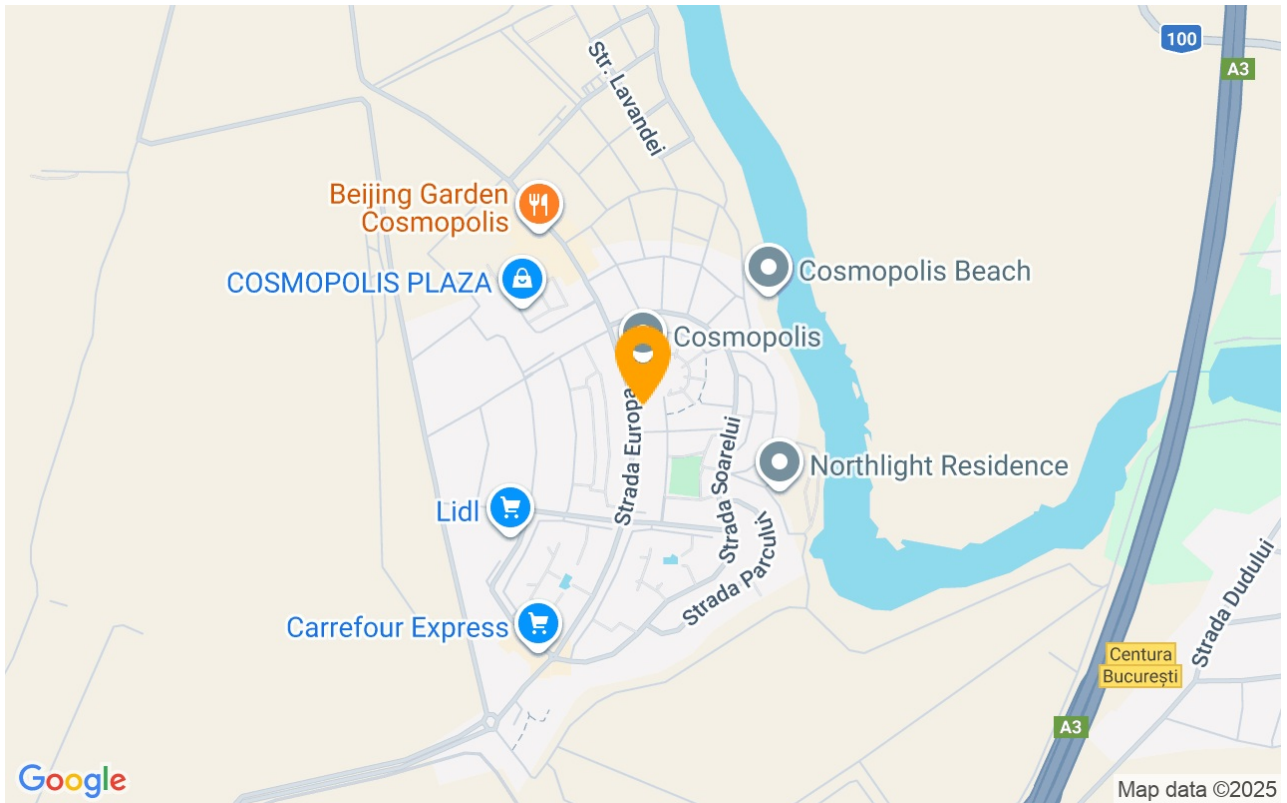 100
A3
Str. Lavandei
Beijing Garden
Cosmopolis
COSMOPOLIS PLAZA
Cosmopolis Beach
Cosmopolis
Strada Europa
Strada Soarelui
Northlight Residence
Lidl
Strada Parcului
Strada Dudului
Carrefour Express
Centura
București
A3
Google
Map data ©2025